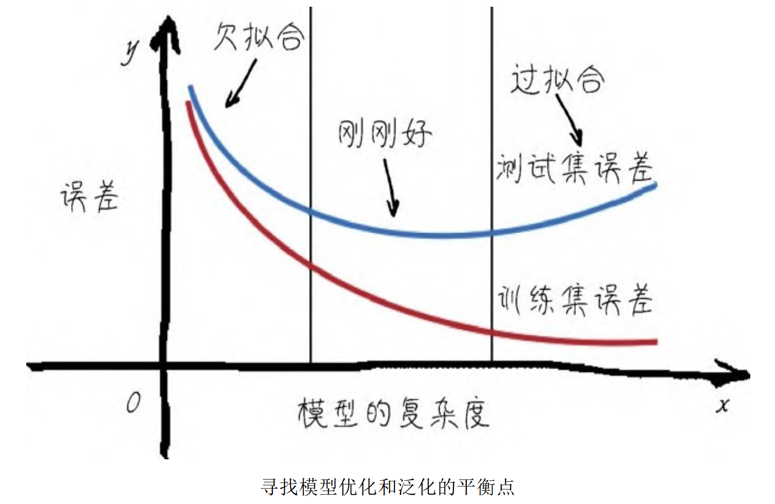 y
欠拟合
过拟合
刚刚好
测试集误差
误差
训练集误差
0
模型的复杂度
x
寻找模型优化和泛化的平衡点